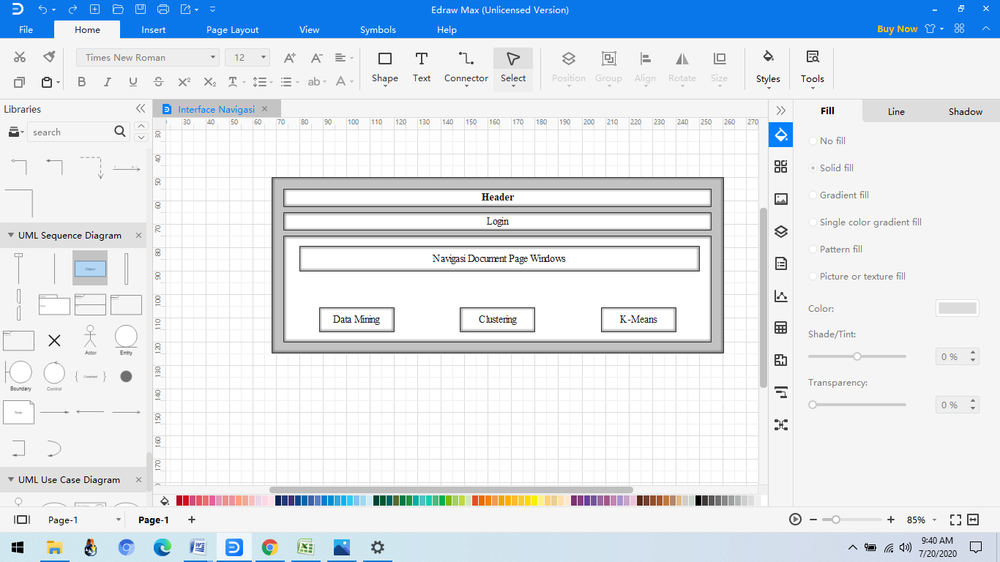 Edraw Max (Unlicensed Version)
File Home Insert Page Layout View Symbols Help Buy Now
Times New Roman 12
B I U S X² X₂ T ab A
Shape Text Connector Select Position Group Align Rotate Size Styles Tools
Libraries
Interface Navigasi
search
30 40 50 60 70 80 90 100 110 120 130 140 150 160 170 180 190 200 210 220 230 240 250 260 270
30
40
50
60
70
80
90
100
110
120
130
140
150
160
170
UML Sequence Diagram
Object
Actor Entity
Boundary Control Constraint
Note
UML Use Case Diagram
Header
Login
Navigasi Document Page Windows
Data Mining Clustering K-Means
Fill Line Shadow
No fill
Solid fill
Gradient fill
Single color gradient fill
Pattern fill
Picture or texture fill
Color:
Shade/Tint:
0 %
Transparency:
0 %
Page-1 Page-1 85%
9:40 AM
7/20/2020